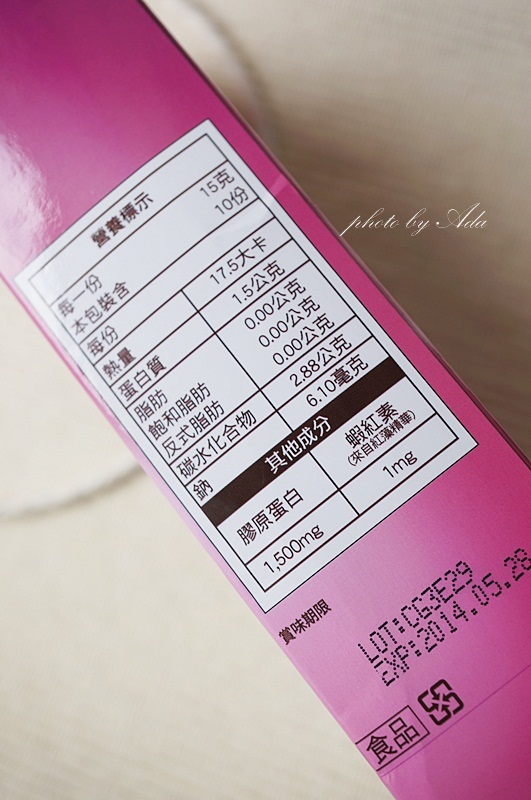 營養標示
每一份 15克
本包裝含 10份
每份
熱量 17.5大卡
蛋白質 1.5公克
脂肪 0.00公克
飽和脂肪 0.00公克
反式脂肪 0.00公克
碳水化合物 2.88公克
鈉 6.10毫克
其他成分
膠原蛋白 蝦紅素
(來自紅藻精華)
1,500mg 1mg
賞味期限
LOT:CG3E29
EXP:2014.05.28
食品
photo by Ada